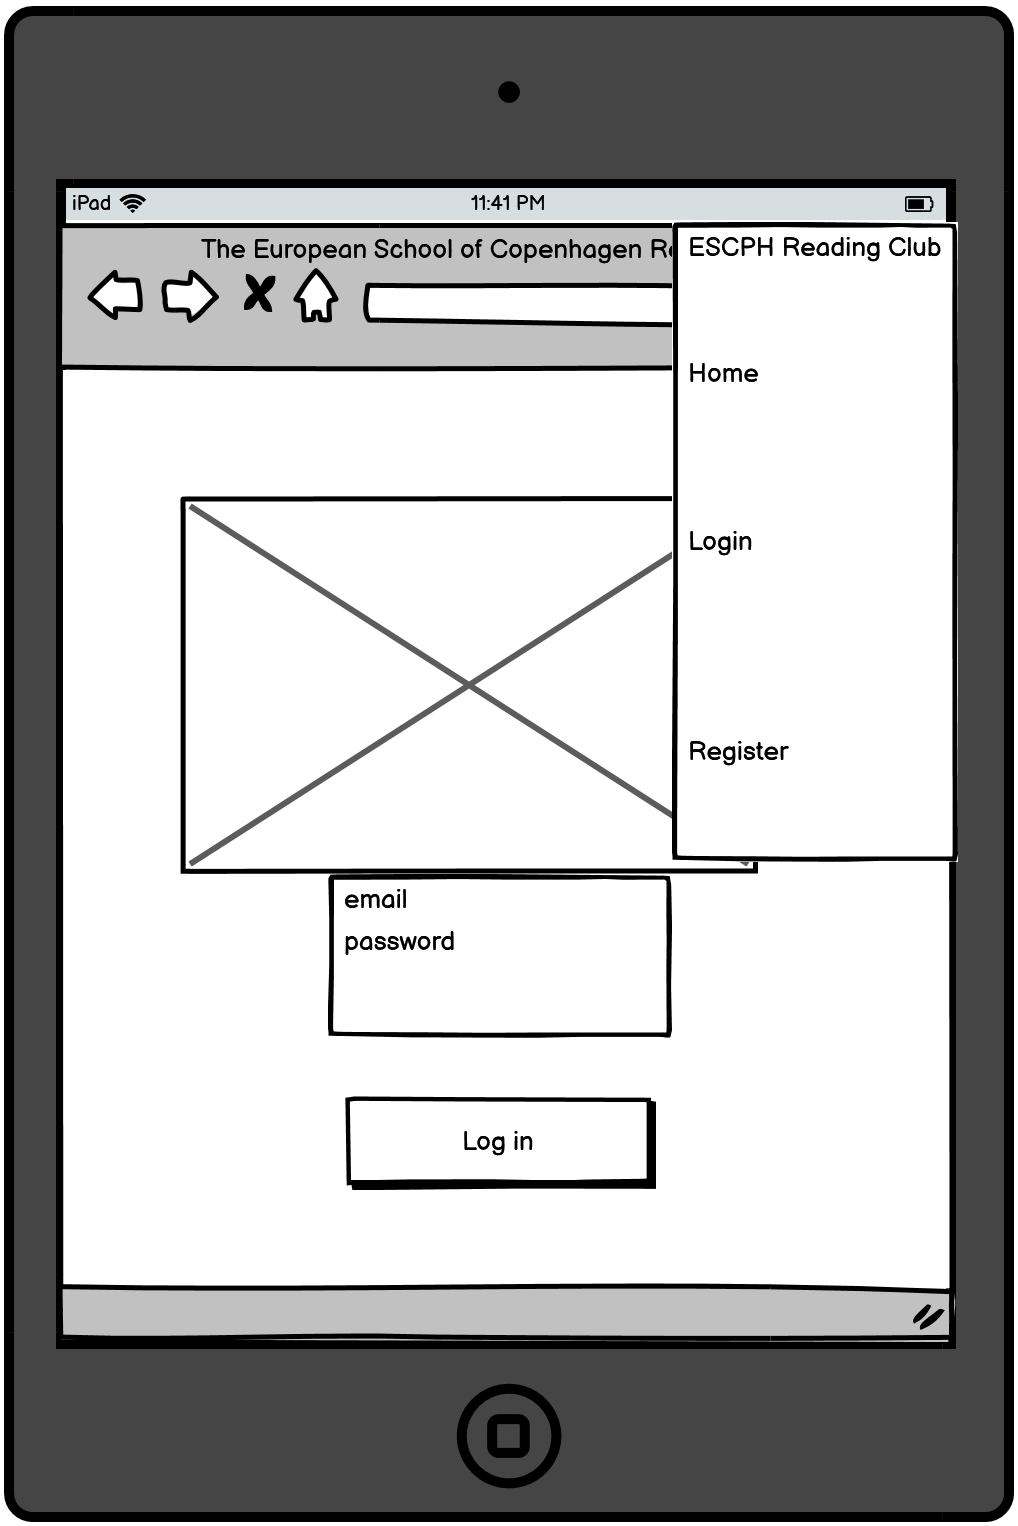 iPad
11:41 PM
The European School of Copenhagen
ESCPH Reading Club
Home
Login
Register
email
password
Log in